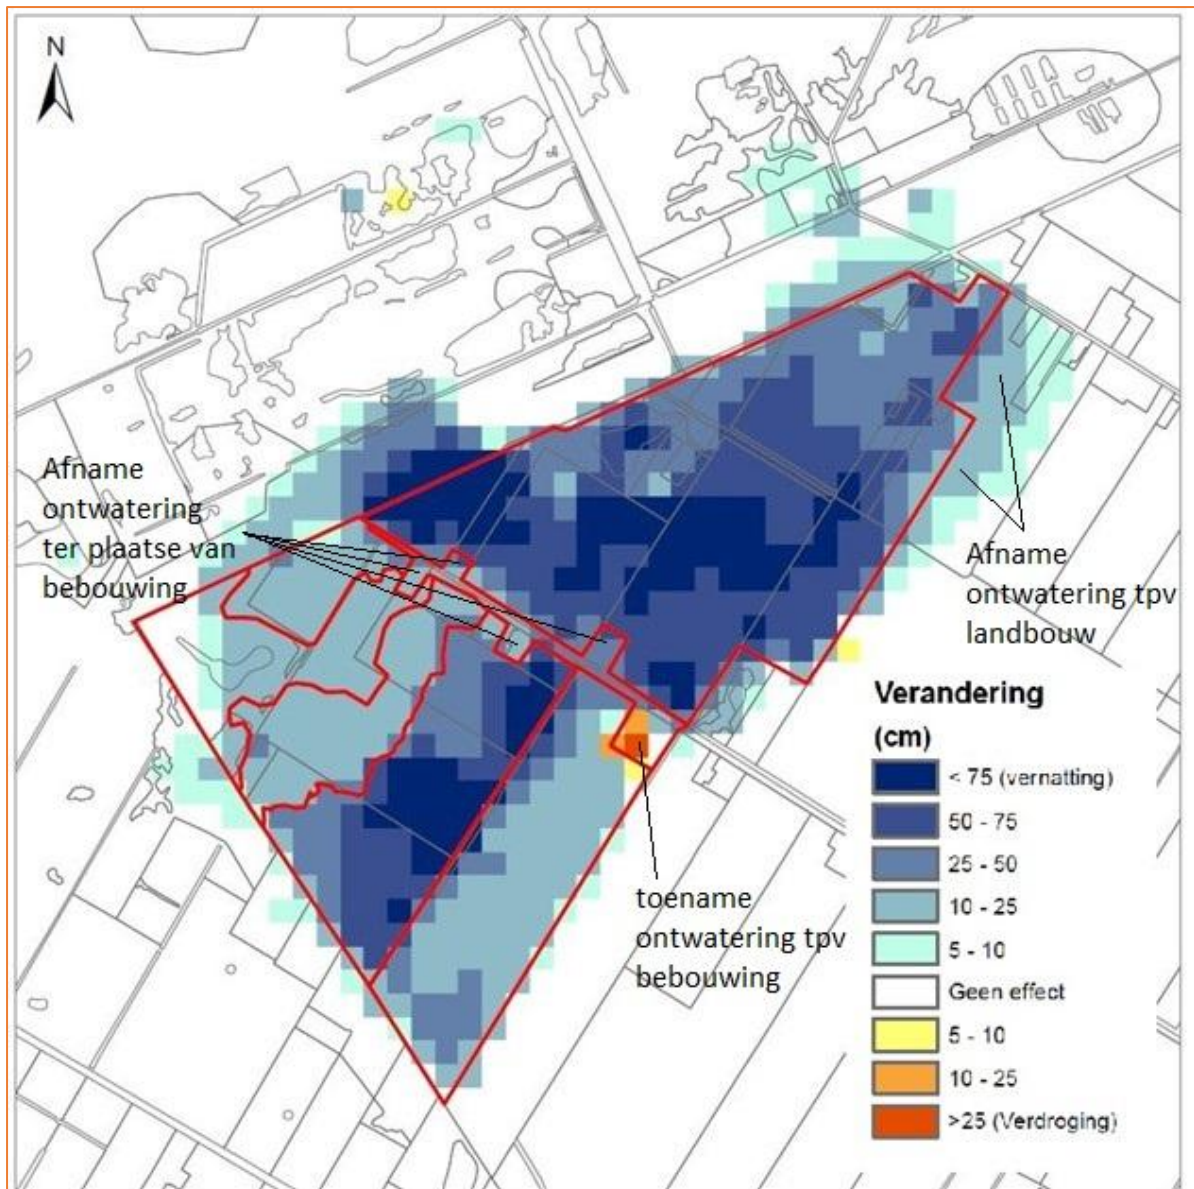 N
Afname
ontwatering
ter plaatse van
bebouwing
Afname
ontwatering tpv
landbouw
toename
ontwatering tpv
bebouwing
Verandering
(cm)
< 75 (vernatting)
50 - 75
25 - 50
10 - 25
5 - 10
Geen effect
5 - 10
10 - 25
>25 (Verdroging)